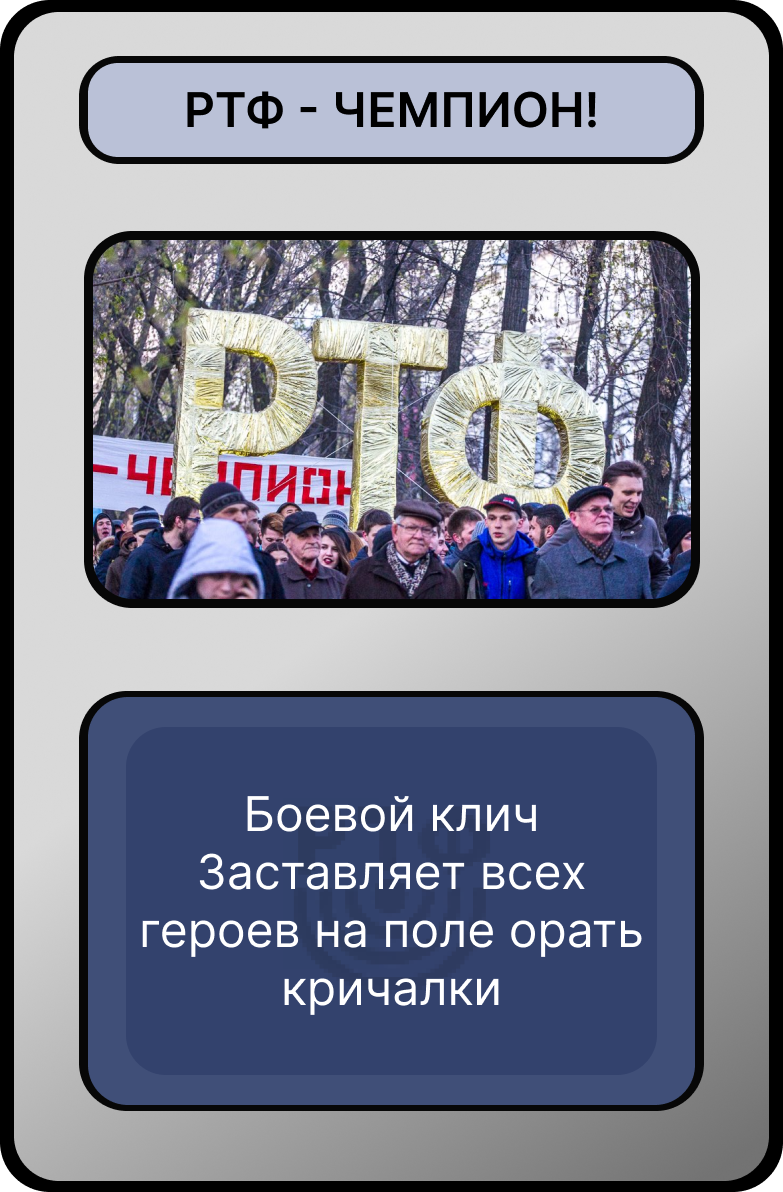 РТФ - ЧЕМПИОН!
РТФ
-ЧЕМПИОН
Боевой клич
Заставляет всех
героев на поле орать
кричалки